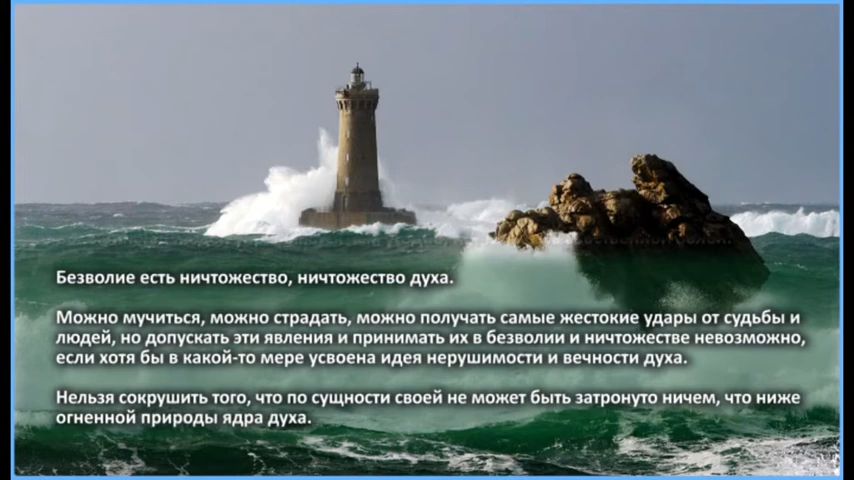 Безволие есть ничтожество, ничтожество духа.
Можно мучиться, можно страдать, можно получать самые жестокие удары от судьбы и
людей, но допускать эти явления и принимать их в безволии и ничтожестве невозможно,
если хотя бы в какой-то мере усвоена идея нерушимости и вечности духа.
Нельзя сокрушить того, что по сущности своей не может быть затронуто ничем, что ниже
огненной природы ядра духа.